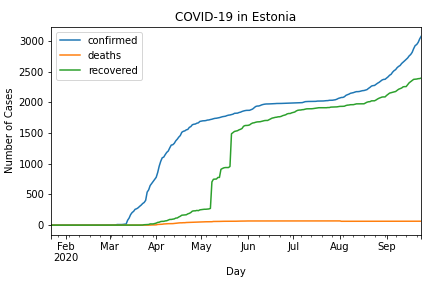 COVID-19 in Estonia
confirmed
deaths
recovered
Number of Cases
3000
2500
2000
1500
1000
500
0
Feb Mar Apr May Jun Jul Aug Sep
2020
Day